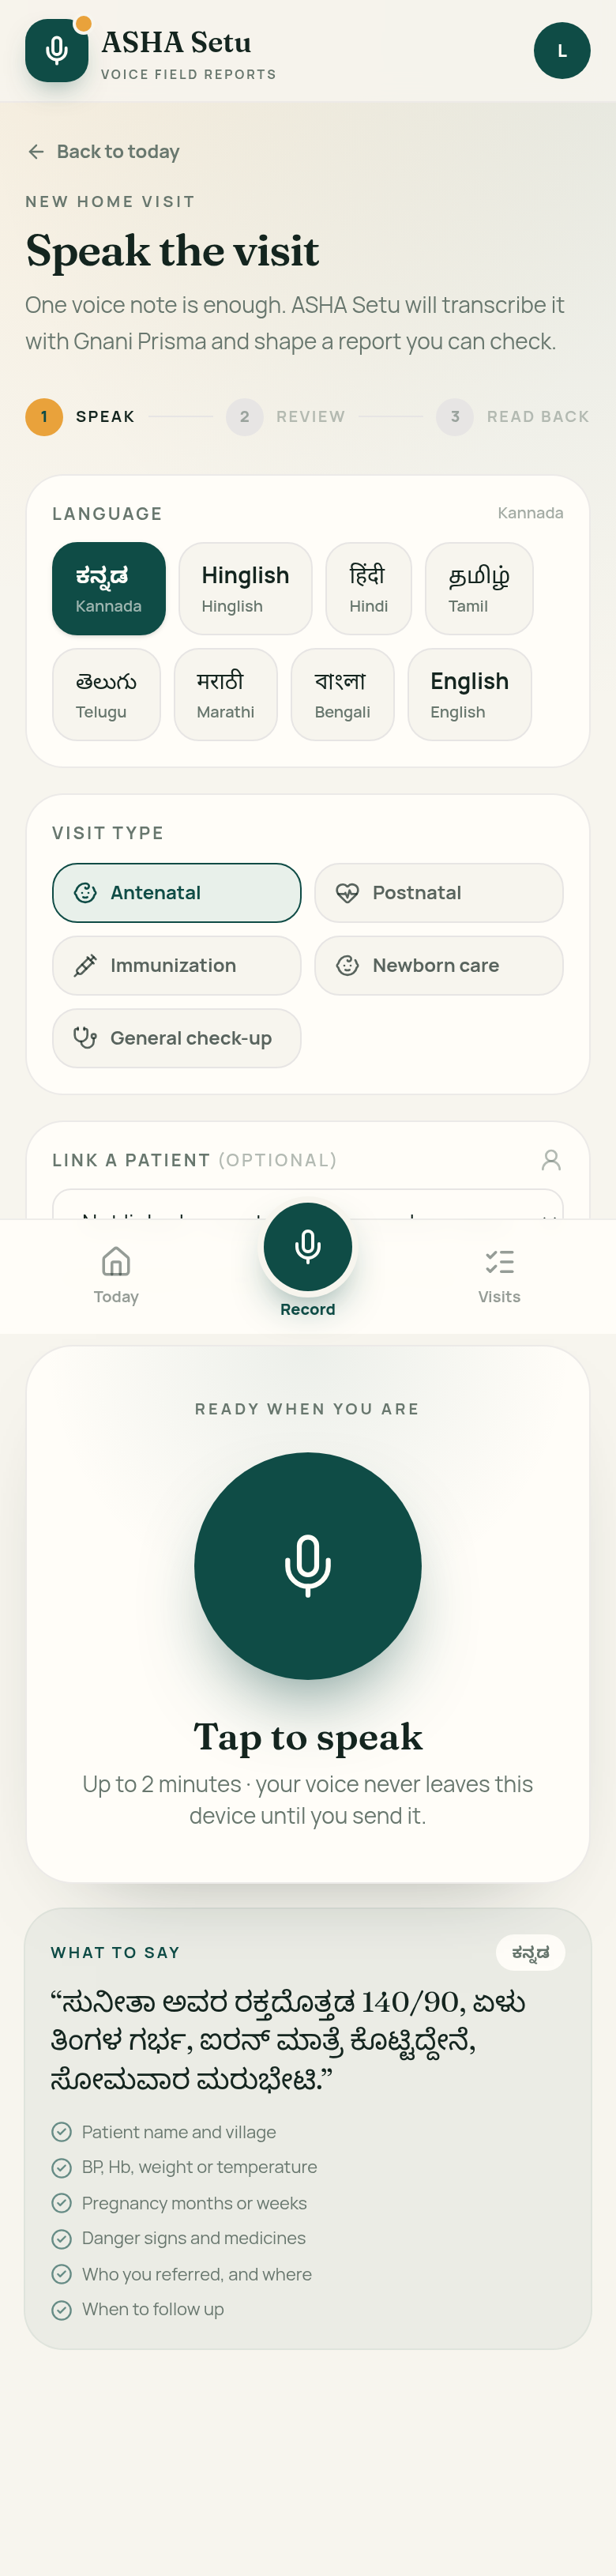 ASHA Setu
VOICE FIELD REPORTS
L
Back to today
NEW HOME VISIT
Speak the visit
One voice note is enough. ASHA Setu will transcribe it
with Gnani Prisma and shape a report you can check.
1 SPEAK 2 REVIEW 3 READ BACK
LANGUAGE Kannada
ಕನ್ನಡ Hinglish हिंदी தமிழ்
Kannada Hinglish Hindi Tamil
తెలుగు मराठी বাংলা English
Telugu Marathi Bengali English
VISIT TYPE
Antenatal Postnatal
Immunization Newborn care
General check-up
LINK A PATIENT (OPTIONAL)
Today Record Visits
READY WHEN YOU ARE
Tap to speak
Up to 2 minutes · your voice never leaves this
device until you send it.
WHAT TO SAY ಕನ್ನಡ
“ಸುನೀತಾ ಅವರ ರಕ್ತದೊತ್ತಡ 140/90, ಏಳು
ತಿಂಗಳ ಗರ್ಭ, ಐರನ್ ಮಾತ್ರೆ ಕೊಟ್ಟಿದ್ದೇನೆ,
ಸೋಮವಾರ ಮರುಭೇಟಿ.”
Patient name and village
BP, Hb, weight or temperature
Pregnancy months or weeks
Danger signs and medicines
Who you referred, and where
When to follow up